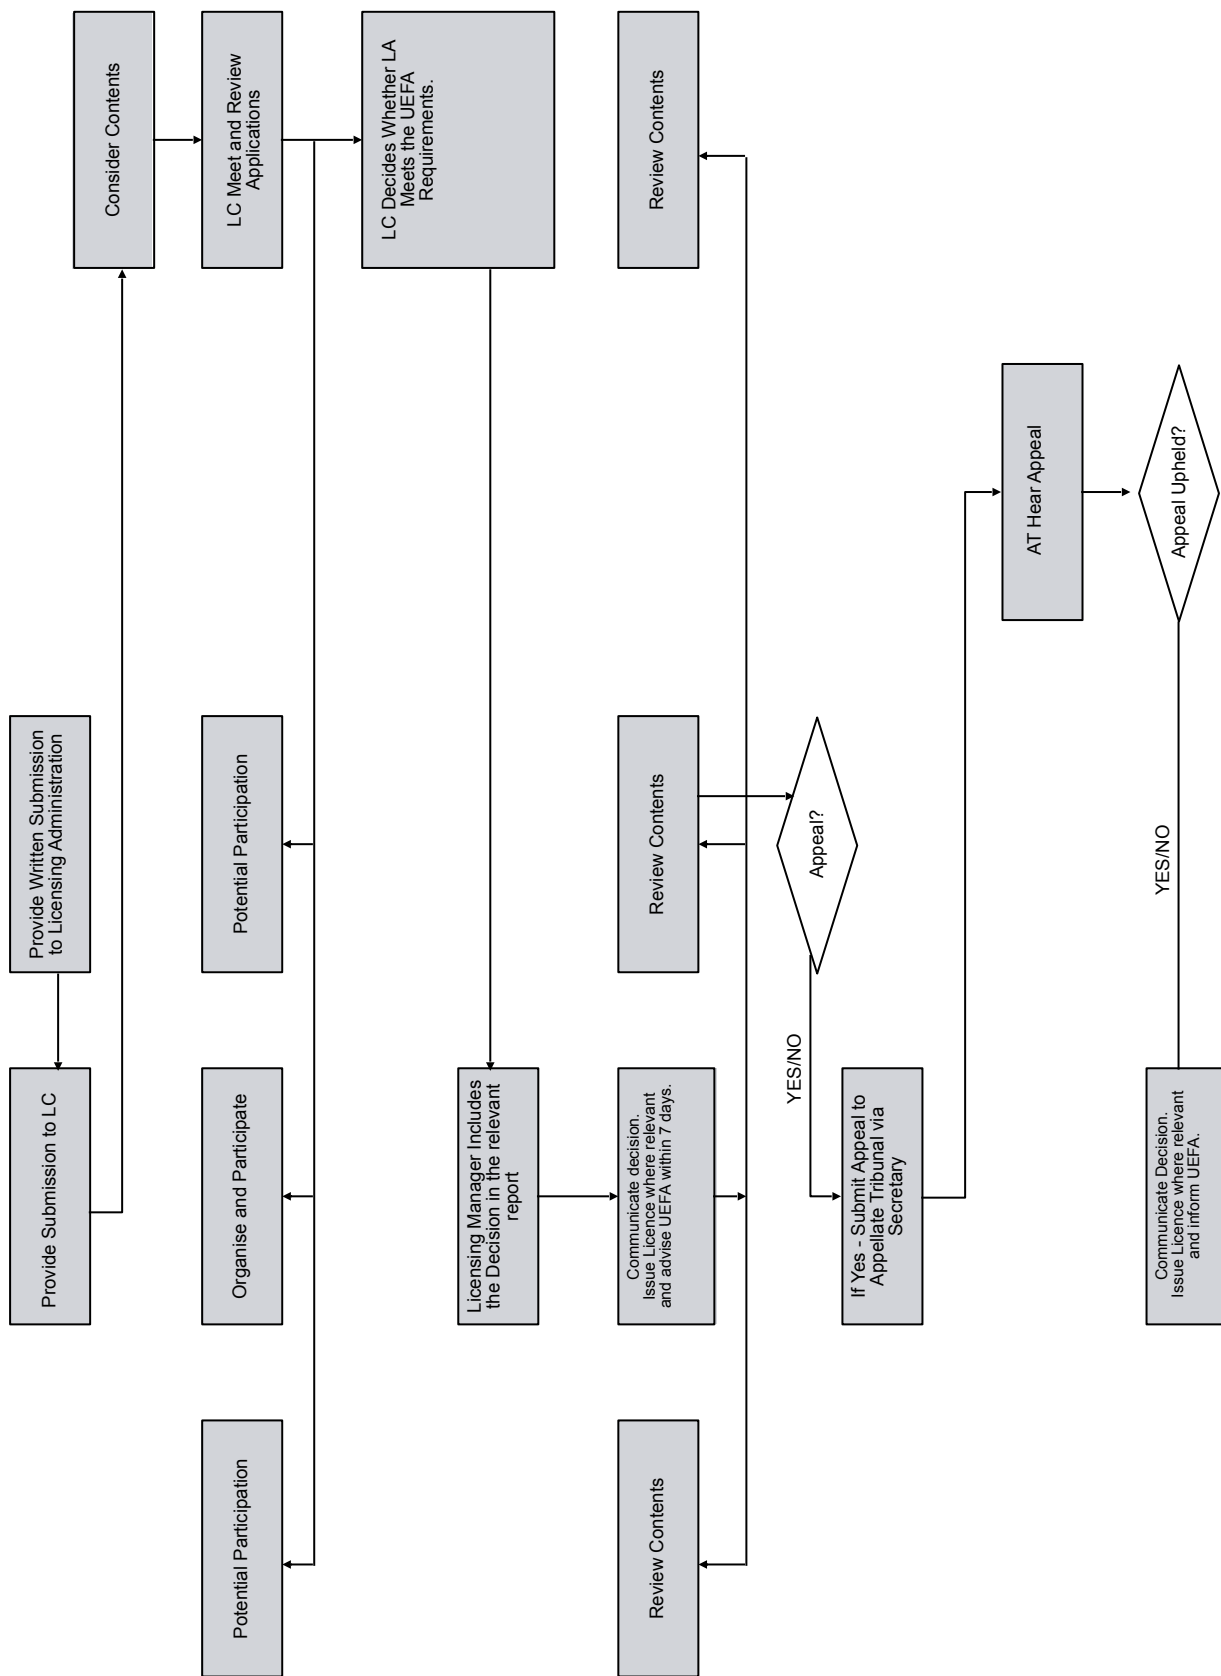 Provide Submission to LC
Provide Written Submission
to Licensing Administration
Consider Contents
Potential Participation
Organise and Participate
Potential Participation
LC Meet and Review
Applications
LC Decides Whether LA
Meets the UEFA
Requirements.
Licensing Manager Includes
the Decision in the relevant
report
Review Contents
Communicate decision.
Issue Licence where relevant
and advise UEFA within 7 days.
Review Contents
Review Contents
YES/NO
Appeal?
If Yes - Submit Appeal to
Appellate Tribunal via
Secretary
AT Hear Appeal
Communicate Decision.
Issue Licence where relevant
and inform UEFA.
YES/NO
Appeal Upheld?